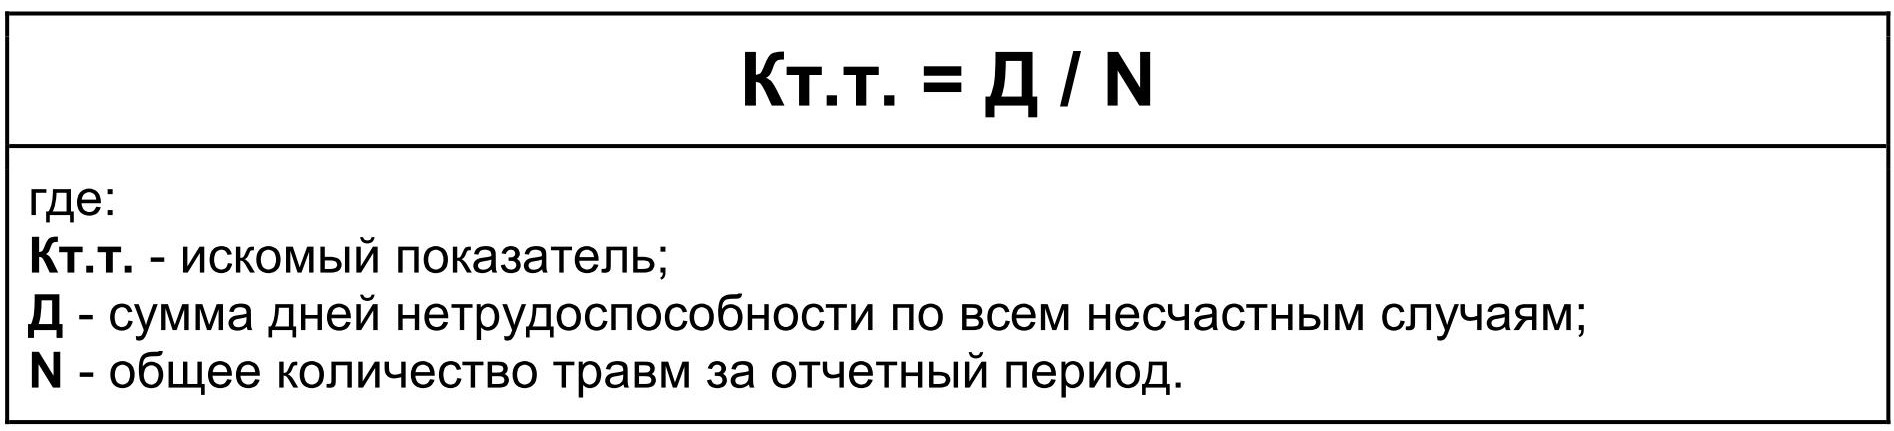 Кт.т. = Д / N
где:
Кт.т. - искомый показатель;
Д - сумма дней нетрудоспособности по всем несчастным случаям;
N - общее количество травм за отчетный период.